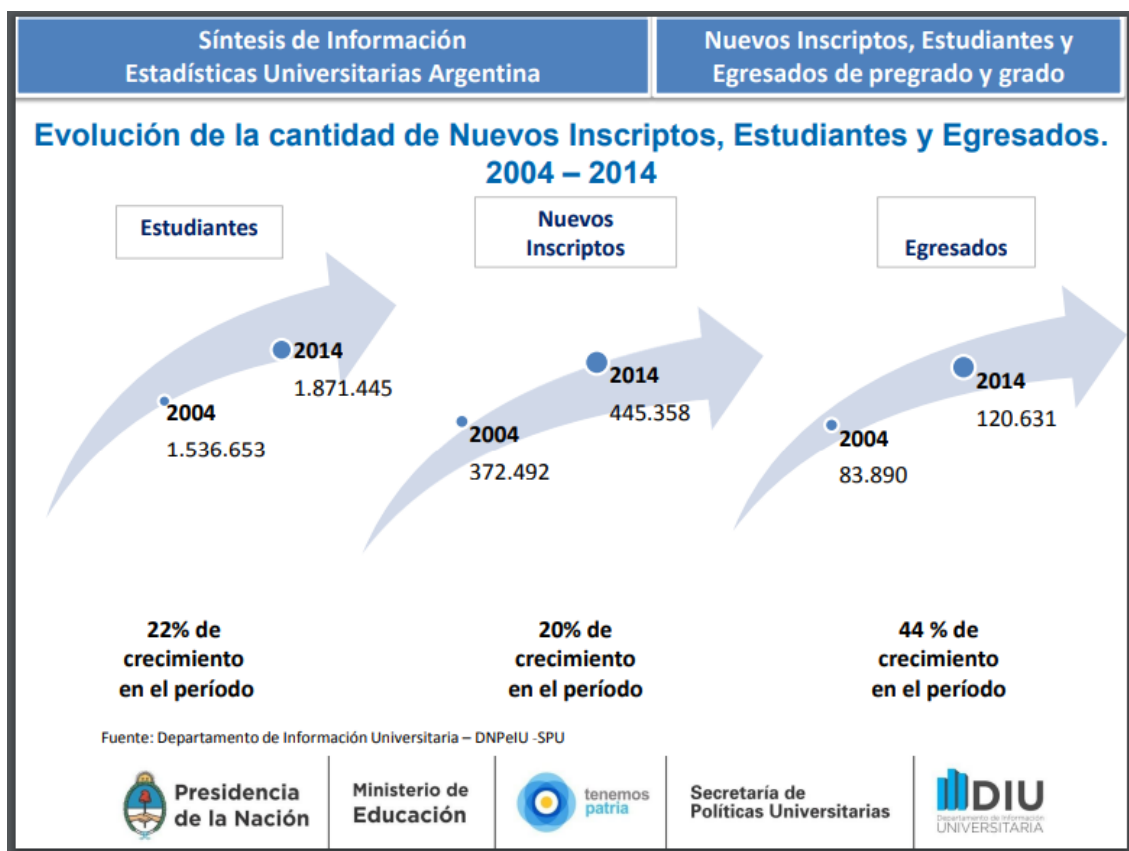 Síntesis de Información
Estadísticas Universitarias Argentina
Nuevos Inscriptos, Estudiantes y
Egresados de pregrado y grado
Evolución de la cantidad de Nuevos Inscriptos, Estudiantes y Egresados.
2004 – 2014
Estudiantes
2014
1.871.445
2004
1.536.653
22% de
crecimiento
en el período
Nuevos
Inscriptos
2014
445.358
2004
372.492
20% de
crecimiento
en el período
Egresados
2014
120.631
2004
83.890
44 % de
crecimiento
en el período
Fuente: Departamento de Información Universitaria – DNPeIU -SPU
Presidencia
de la Nación
Ministerio de
Educación
tenemos
patria
Secretaría de
Políticas Universitarias
DIU
Departamento de Información
UNIVERSITARIA